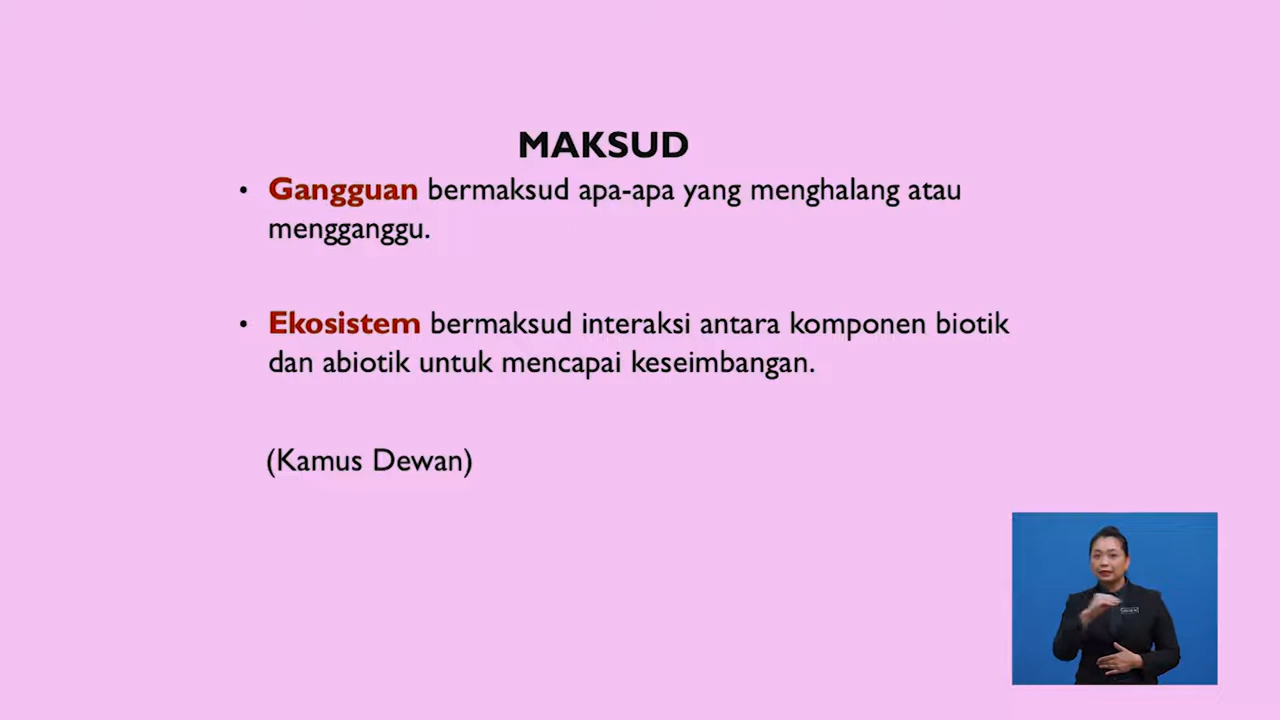 MAKSUD
• Gangguan bermaksud apa-apa yang menghalang atau
mengganggu.
• Ekosistem bermaksud interaksi antara komponen biotik
dan abiotik untuk mencapai keseimbangan.
(Kamus Dewan)